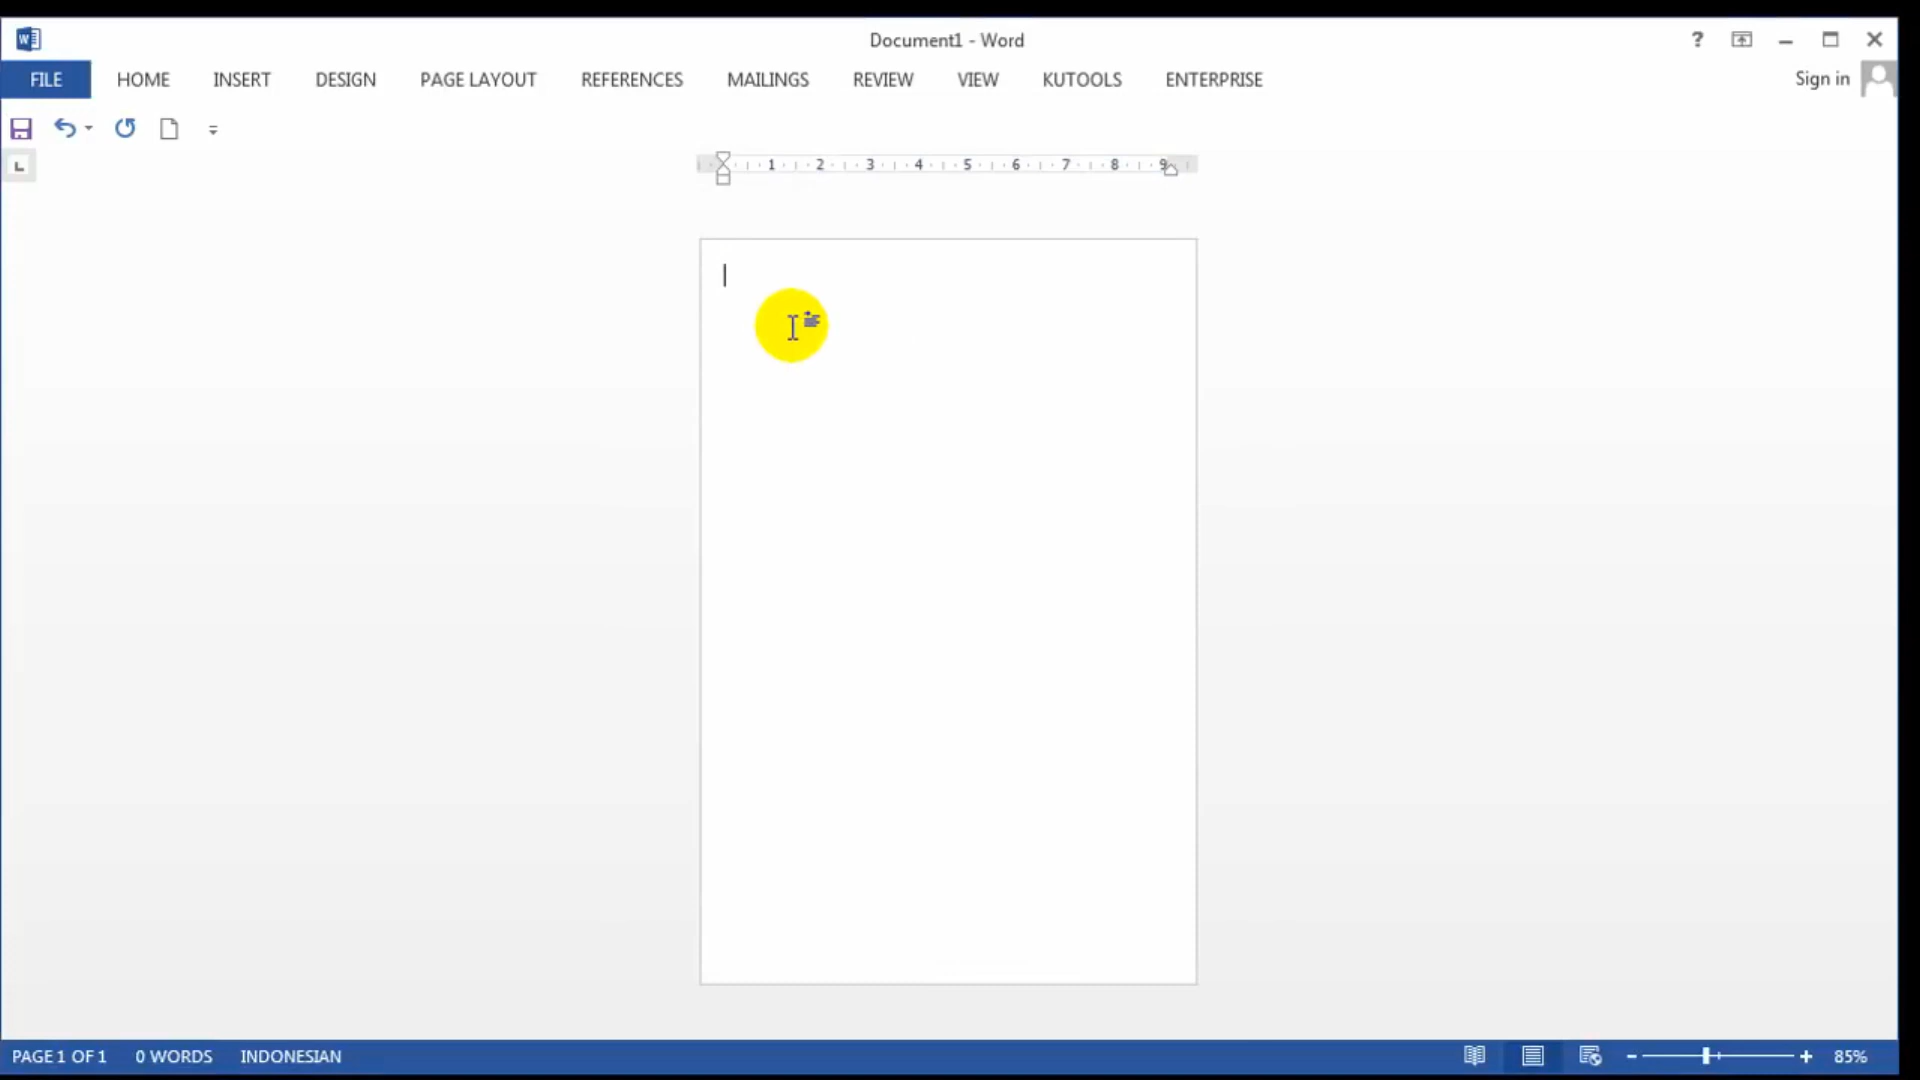 Document1 - Word
FILE HOME INSERT DESIGN PAGE LAYOUT REFERENCES MAILINGS REVIEW VIEW KUTOOLS ENTERPRISE Sign in
1 2 3 4 5 6 7 8 9
PAGE 1 OF 1 0 WORDS INDONESIAN 85%